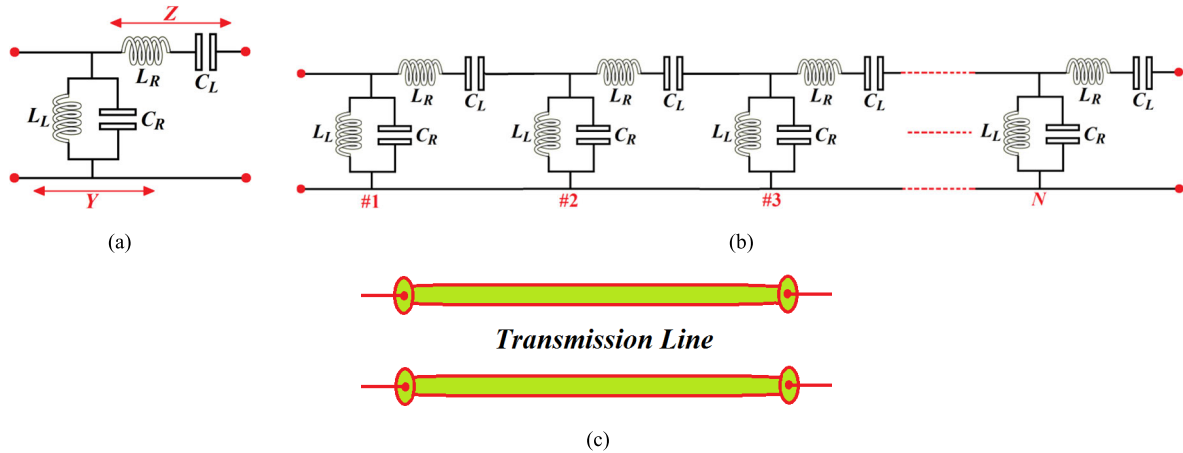 Z
L_R
C_L
L_L
C_R
Y
(a)
L_R C_L L_R C_L L_R C_L L_R C_L
L_L C_R L_L C_R L_L C_R L_L C_R
#1 #2 #3 N
(b)
Transmission Line
(c)